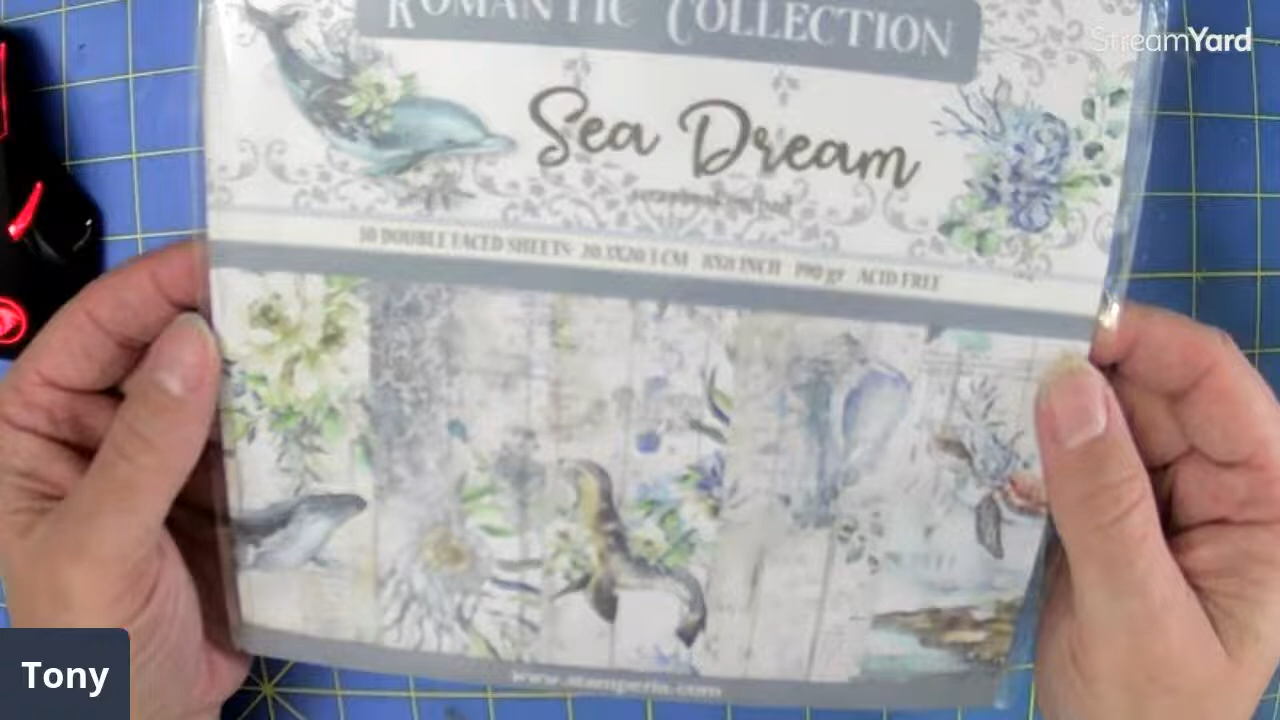 ROMANTIC COLLECTION
StreamYard
Sea Dream
10 DOUBLE FACED SHEETS 20.3X20.3 CM 8X8 INCH 190 gr ACID FREE
www.stamperia.com
Tony